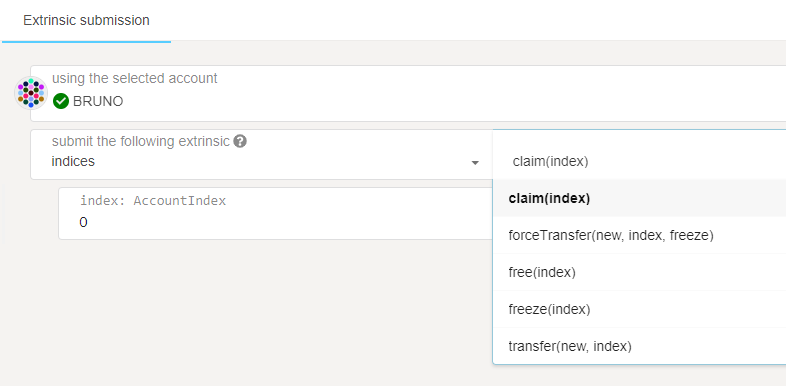 Extrinsic submission
using the selected account
BRUNO
submit the following extrinsic ?
indices
claim(index)
index: AccountIndex
0
claim(index)
forceTransfer(new, index, freeze)
free(index)
freeze(index)
transfer(new, index)